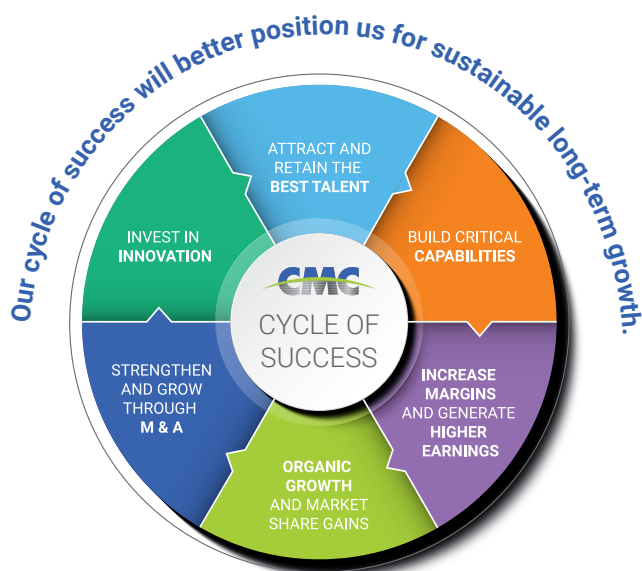 Our cycle of success will better position us for sustainable long-term growth.
ATTRACT AND
RETAIN THE
BEST TALENT
BUILD CRITICAL
CAPABILITIES
INCREASE
MARGINS
AND GENERATE
HIGHER
EARNINGS
ORGANIC
GROWTH
AND MARKET
SHARE GAINS
STRENGTHEN
AND GROW
THROUGH
M & A
INVEST IN
INNOVATION
CMC
CYCLE OF
SUCCESS